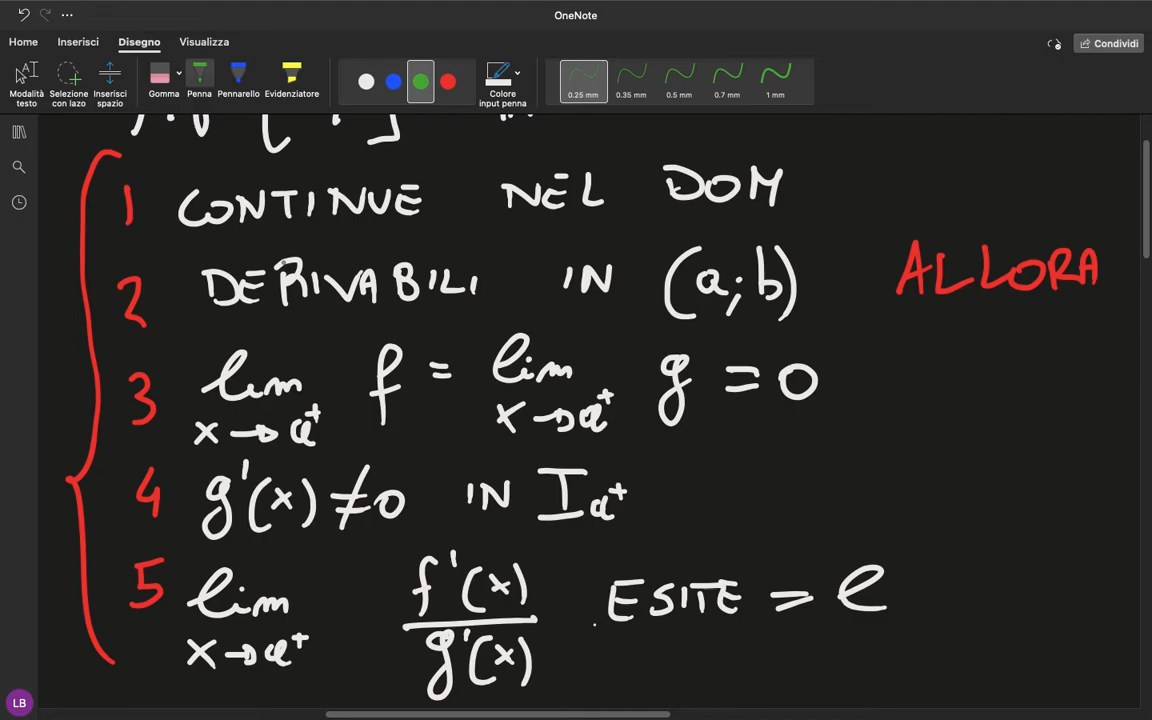 OneNote
Home Inserisci Disegno Visualizza
Condividi
Modalità testo
Selezione con lazo
Inserisci spazio
Gomma
Penna
Pennarello
Evidenziatore
Colore input penna
0.25 mm 0.35 mm 0.5 mm 0.7 mm 1 mm
1 CONTINUE NEL DOM
2 DERIVABILI IN (a;b) ALLORA
3 lim x→a⁺ f = lim x→a⁺ g = 0
4 g'(x) ≠ 0 IN I a⁺
5 lim x→a⁺ f'(x)/g'(x) ESITE = l
LB